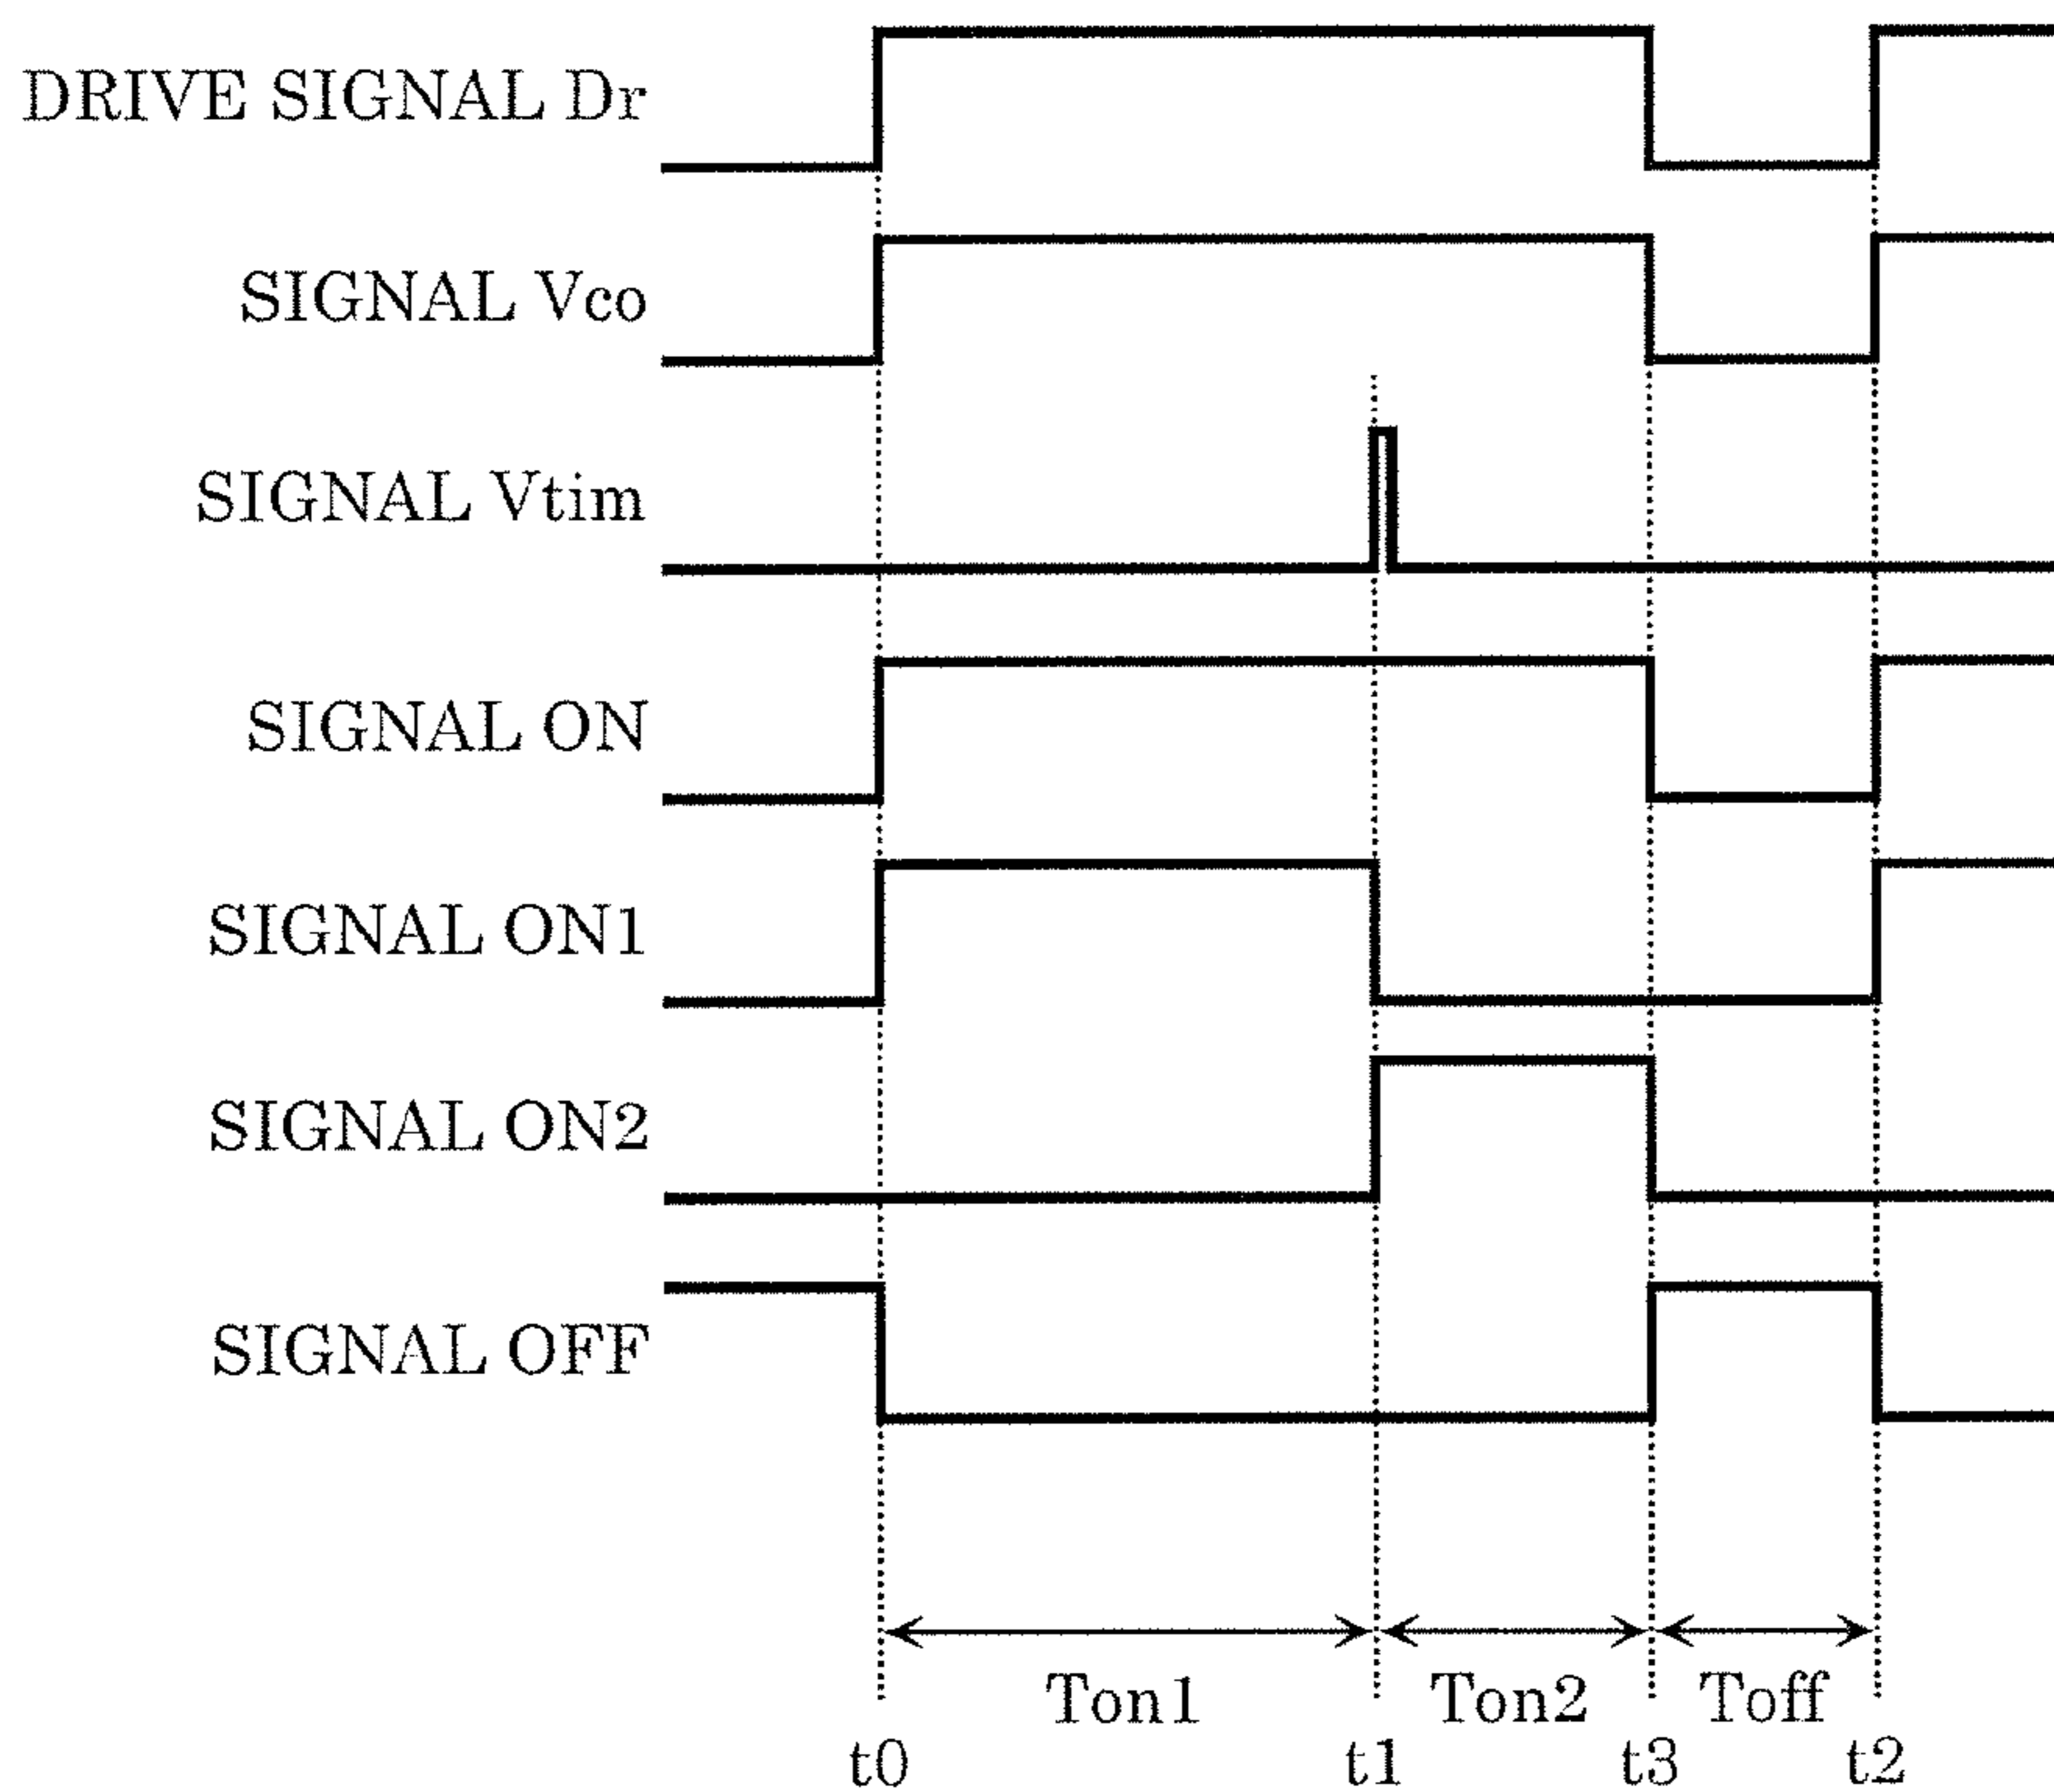 DRIVE SIGNAL Dr
SIGNAL Vco
SIGNAL Vtim
SIGNAL ON
SIGNAL ON1
SIGNAL ON2
SIGNAL OFF
Ton1 Ton2 Toff
t0 t1 t3 t2